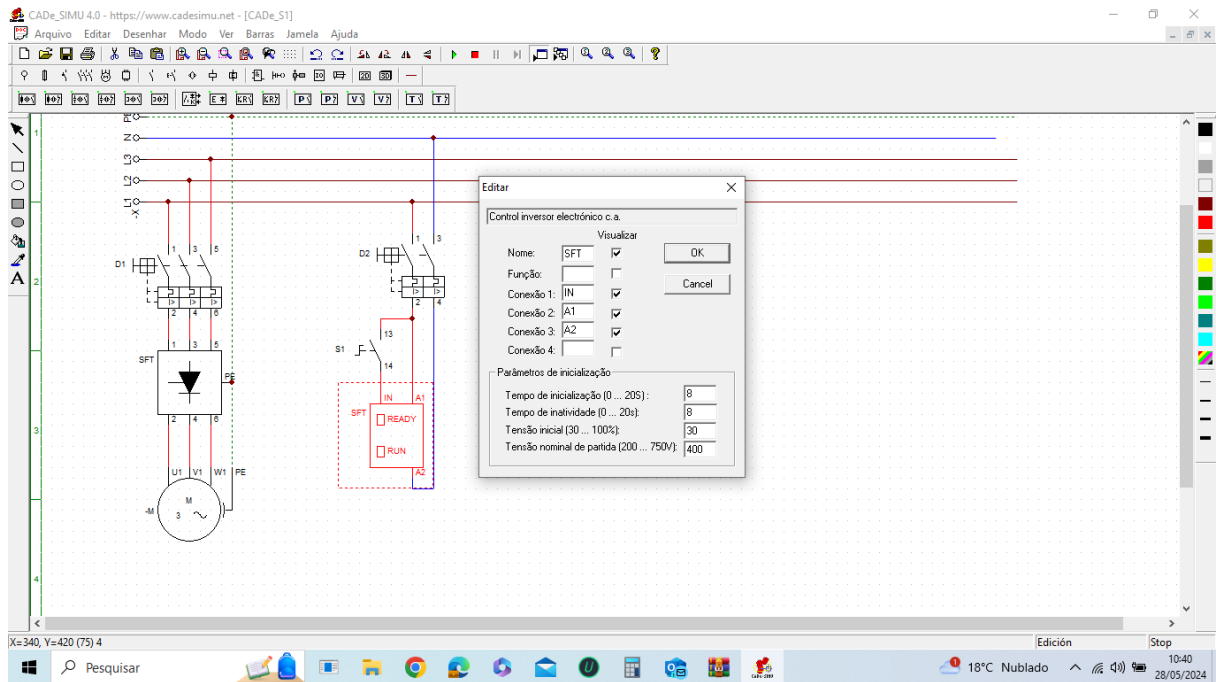 CADe_SIMU 4.0 - https://www.cadesimu.net - [CADe_S1]
Arquivo Editar Desenhar Modo Ver Barras Jamela Ajuda
PE
N
L3
L2
L1
-X
1
2
3
4
D1
1 3 5
2 4 6
SFT
1 3 5
PE
2 4 6
U1 V1 W1 PE
-M
M
3
D2
1 3
2 4
S1
13
14
IN A1
SFT
READY
RUN
A2
Editar
Control inversor electrónico c.a.
Visualizar
Nome: SFT
OK
Função:
Cancel
Conexão 1: IN
Conexão 2: A1
Conexão 3: A2
Conexão 4:
Parâmetros de inicialização
Tempo de inicialização (0 ... 20S) : 8
Tempo de inatividade (0 ... 20s): 8
Tensão inicial (30 ... 100%): 30
Tensão nominal de partida (200 ... 750V): 400
X=340, Y=420 (75) 4
Edición
Stop
Pesquisar
18°C Nublado
10:40
28/05/2024